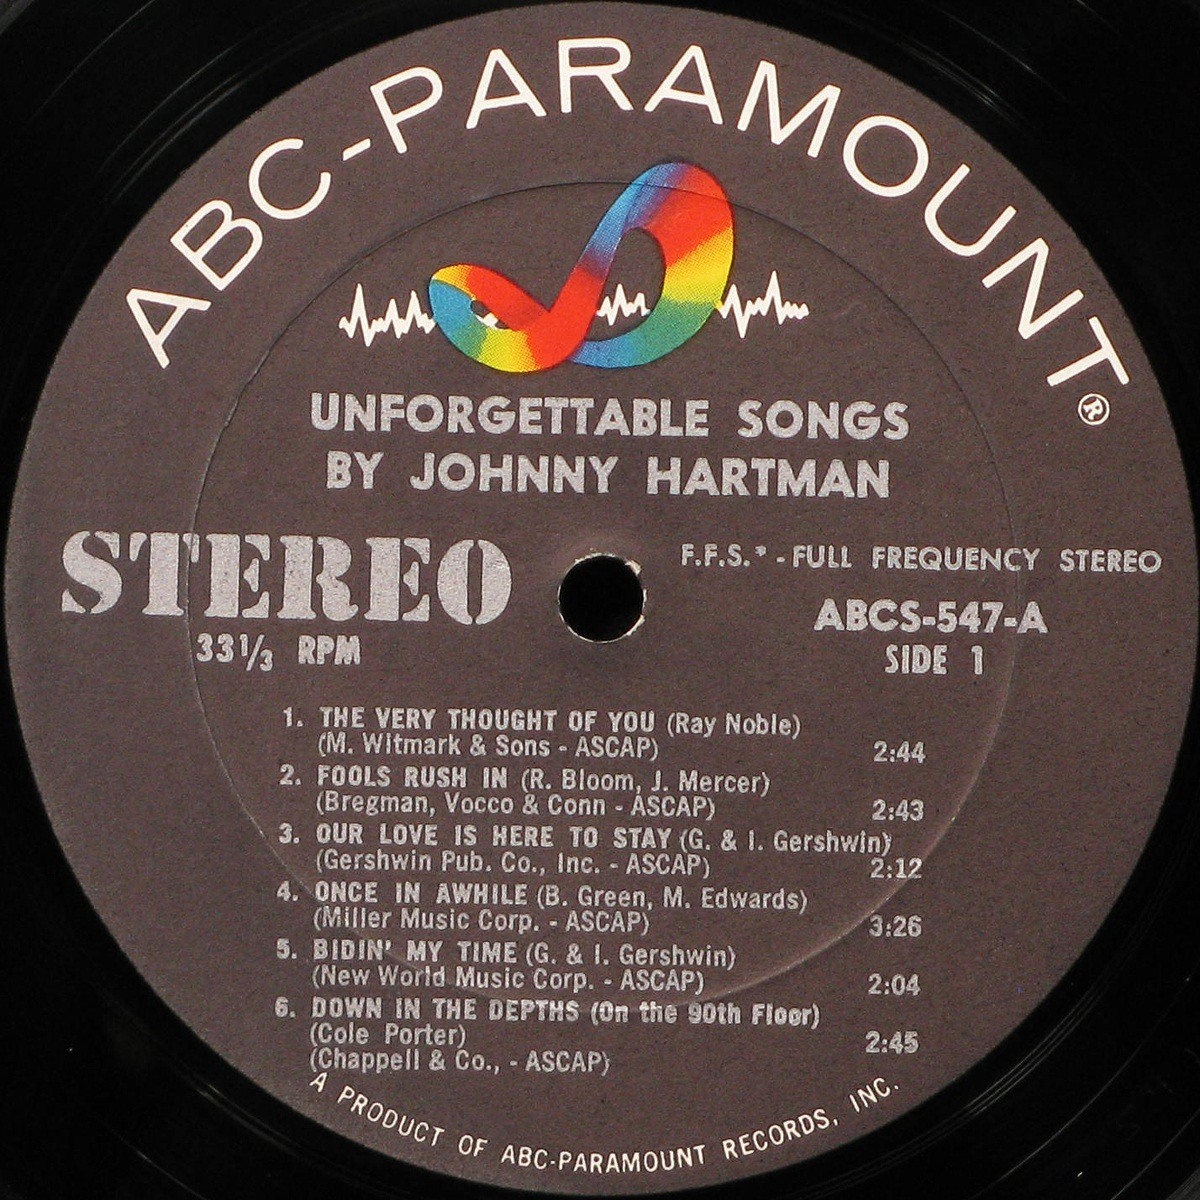 ABC-PARAMOUNT®
UNFORGETTABLE SONGS
BY JOHNNY HARTMAN
STEREO
33⅓ RPM
F.F.S.* - FULL FREQUENCY STEREO
ABCS-547-A
SIDE 1
1. THE VERY THOUGHT OF YOU (Ray Noble)
(M. Witmark & Sons - ASCAP) 2:44
2. FOOLS RUSH IN (R. Bloom, J. Mercer)
(Bregman, Vocco & Conn - ASCAP) 2:43
3. OUR LOVE IS HERE TO STAY (G. & I. Gershwin)
(Gershwin Pub. Co., Inc. - ASCAP) 2:12
4. ONCE IN AWHILE (B. Green, M. Edwards)
(Miller Music Corp. - ASCAP) 3:26
5. BIDIN' MY TIME (G. & I. Gershwin)
(New World Music Corp. - ASCAP) 2:04
6. DOWN IN THE DEPTHS (On the 90th Floor)
(Cole Porter) 2:45
(Chappell & Co., - ASCAP)
A PRODUCT OF ABC-PARAMOUNT RECORDS, INC.